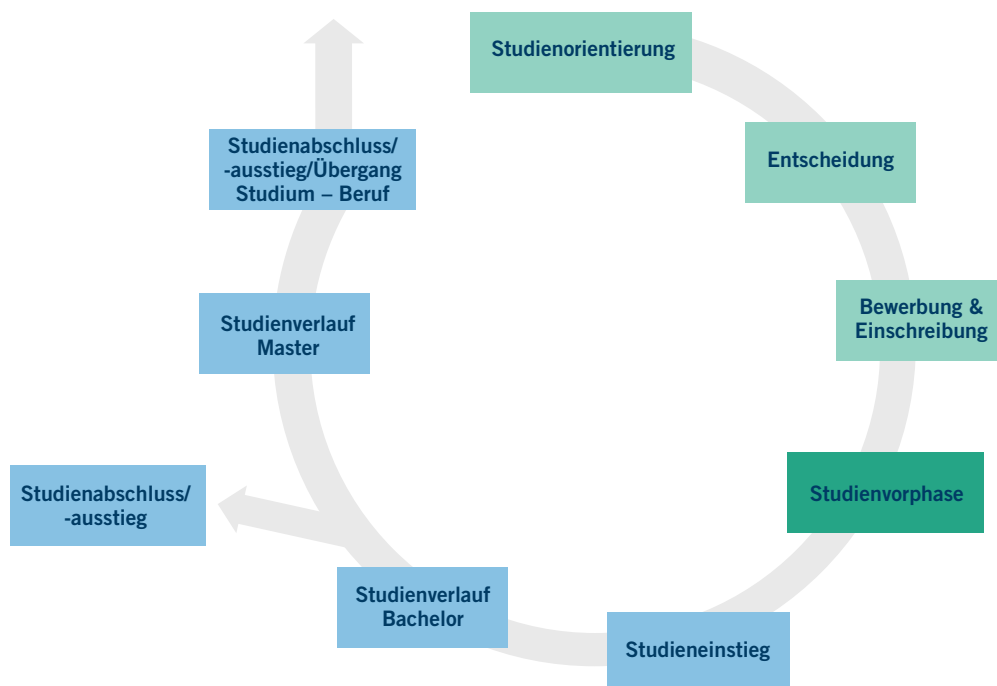 Studienorientierung
Entscheidung
Bewerbung &
Einschreibung
Studienvorphase
Studieneinstieg
Studienverlauf
Bachelor
Studienabschluss/
-ausstieg
Studienverlauf
Master
Studienabschluss/
-ausstieg/Übergang
Studium – Beruf